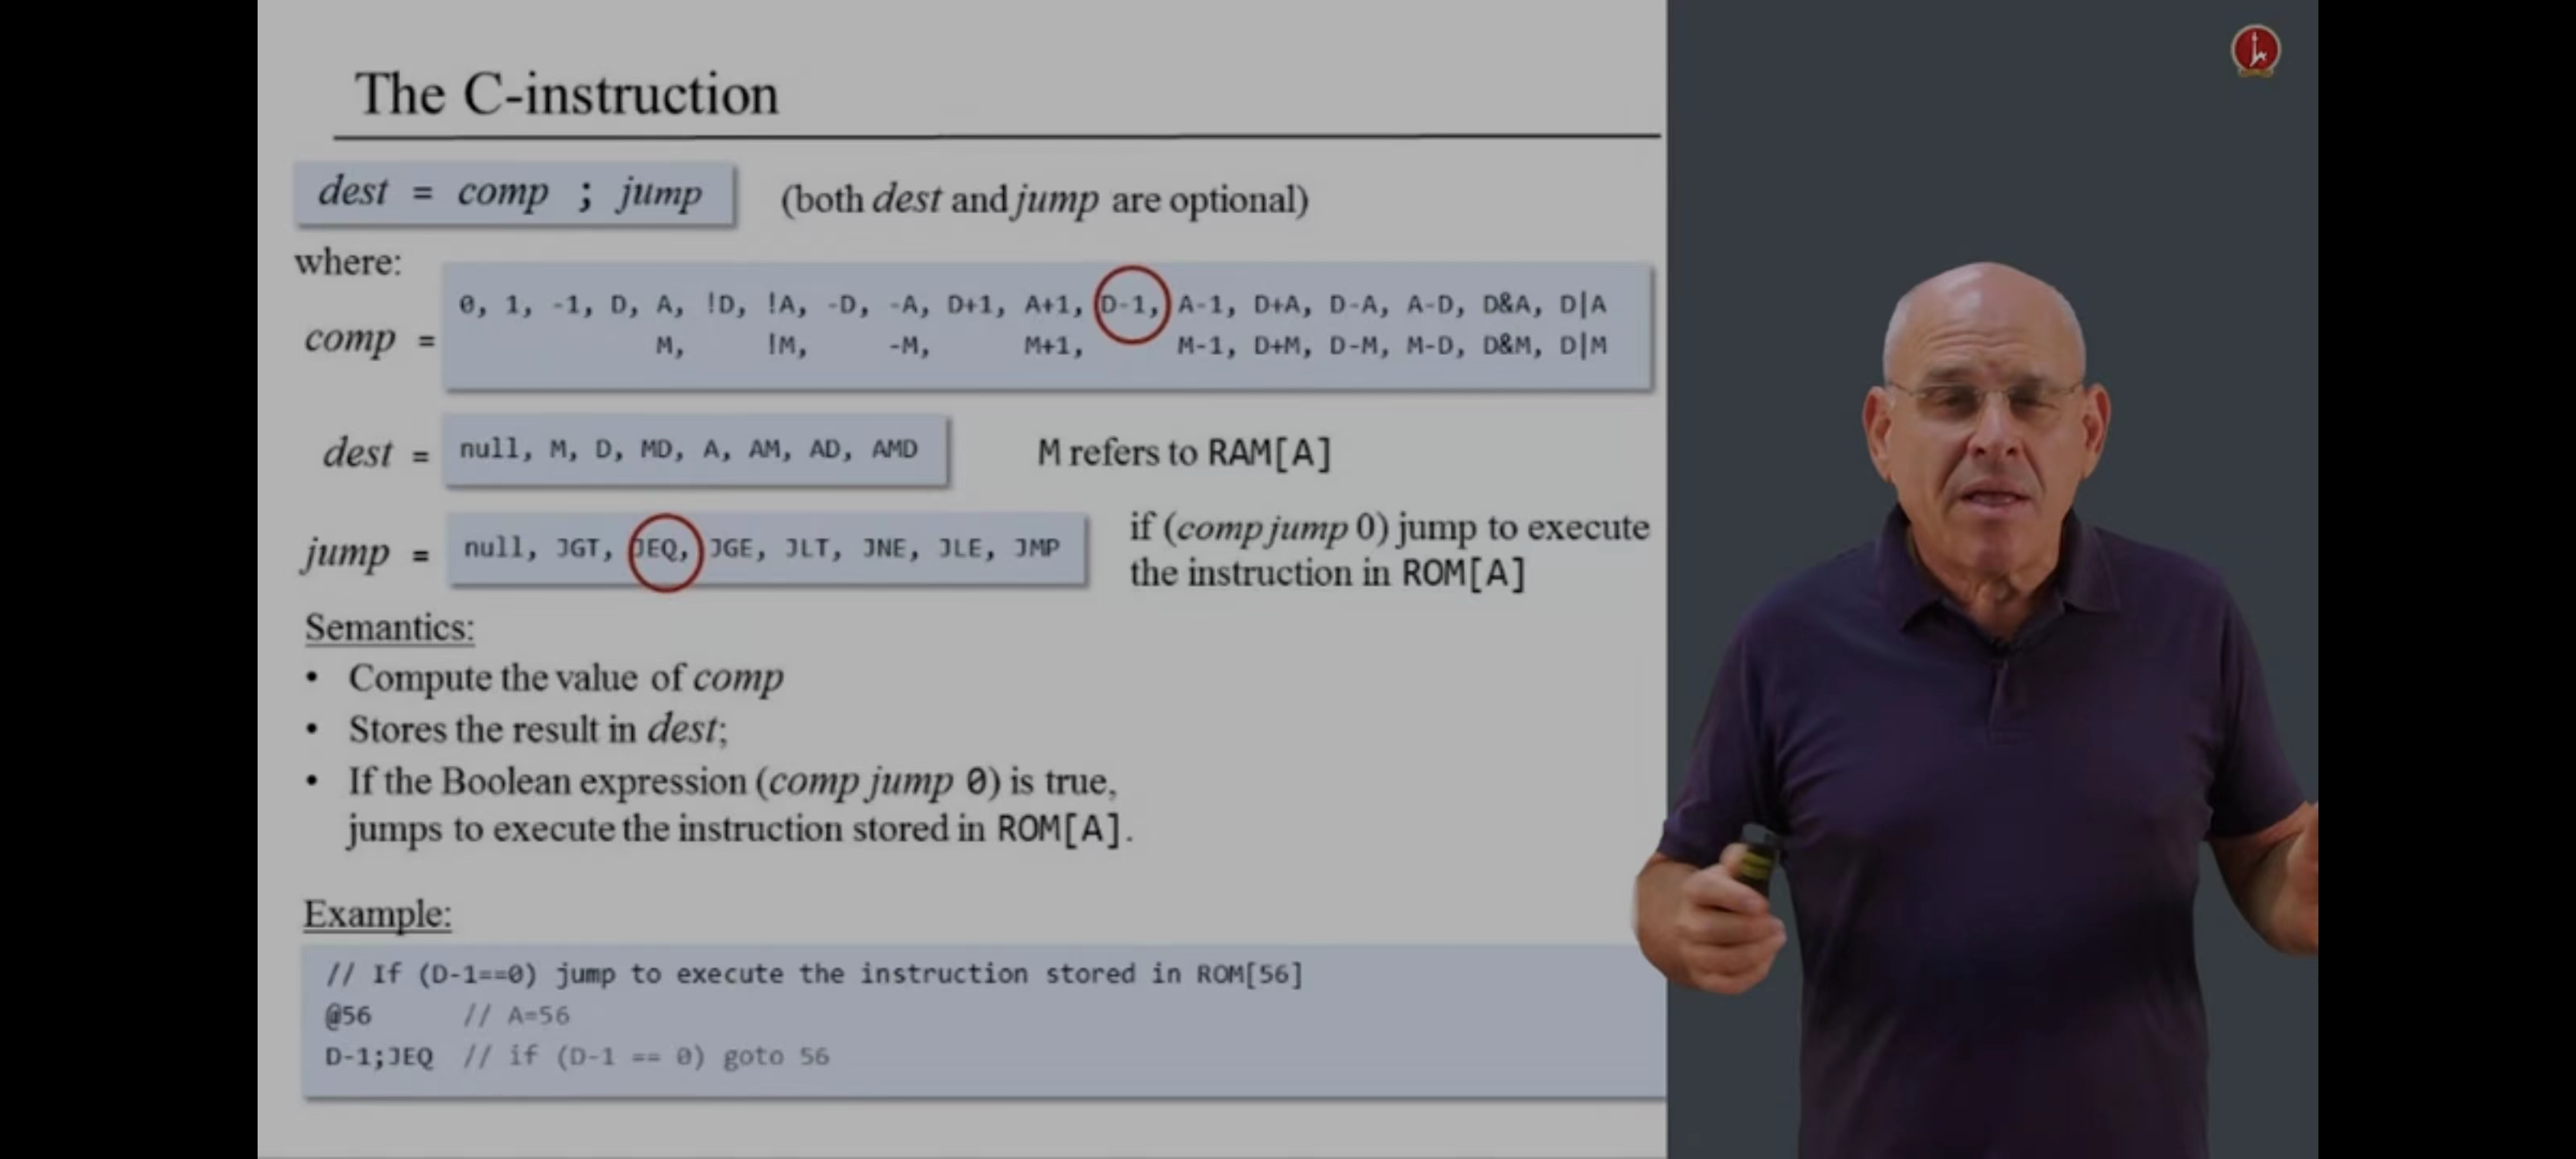 The C-instruction
dest = comp ; jump (both dest and jump are optional)
where:
comp =
0, 1, -1, D, A, !D, !A, -D, -A, D+1, A+1, D-1, A-1, D+A, D-A, A-D, D&A, D|A
M, !M, -M, M+1, M-1, D+M, D-M, M-D, D&M, D|M
dest = null, M, D, MD, A, AM, AD, AMD M refers to RAM[A]
jump = null, JGT, JEQ, JGE, JLT, JNE, JLE, JMP
if (comp jump 0) jump to execute
the instruction in ROM[A]
Semantics:
• Compute the value of comp
• Stores the result in dest;
• If the Boolean expression (comp jump 0) is true,
jumps to execute the instruction stored in ROM[A].
Example:
// If (D-1==0) jump to execute the instruction stored in ROM[56]
@56 // A=56
D-1;JEQ // if (D-1 == 0) goto 56